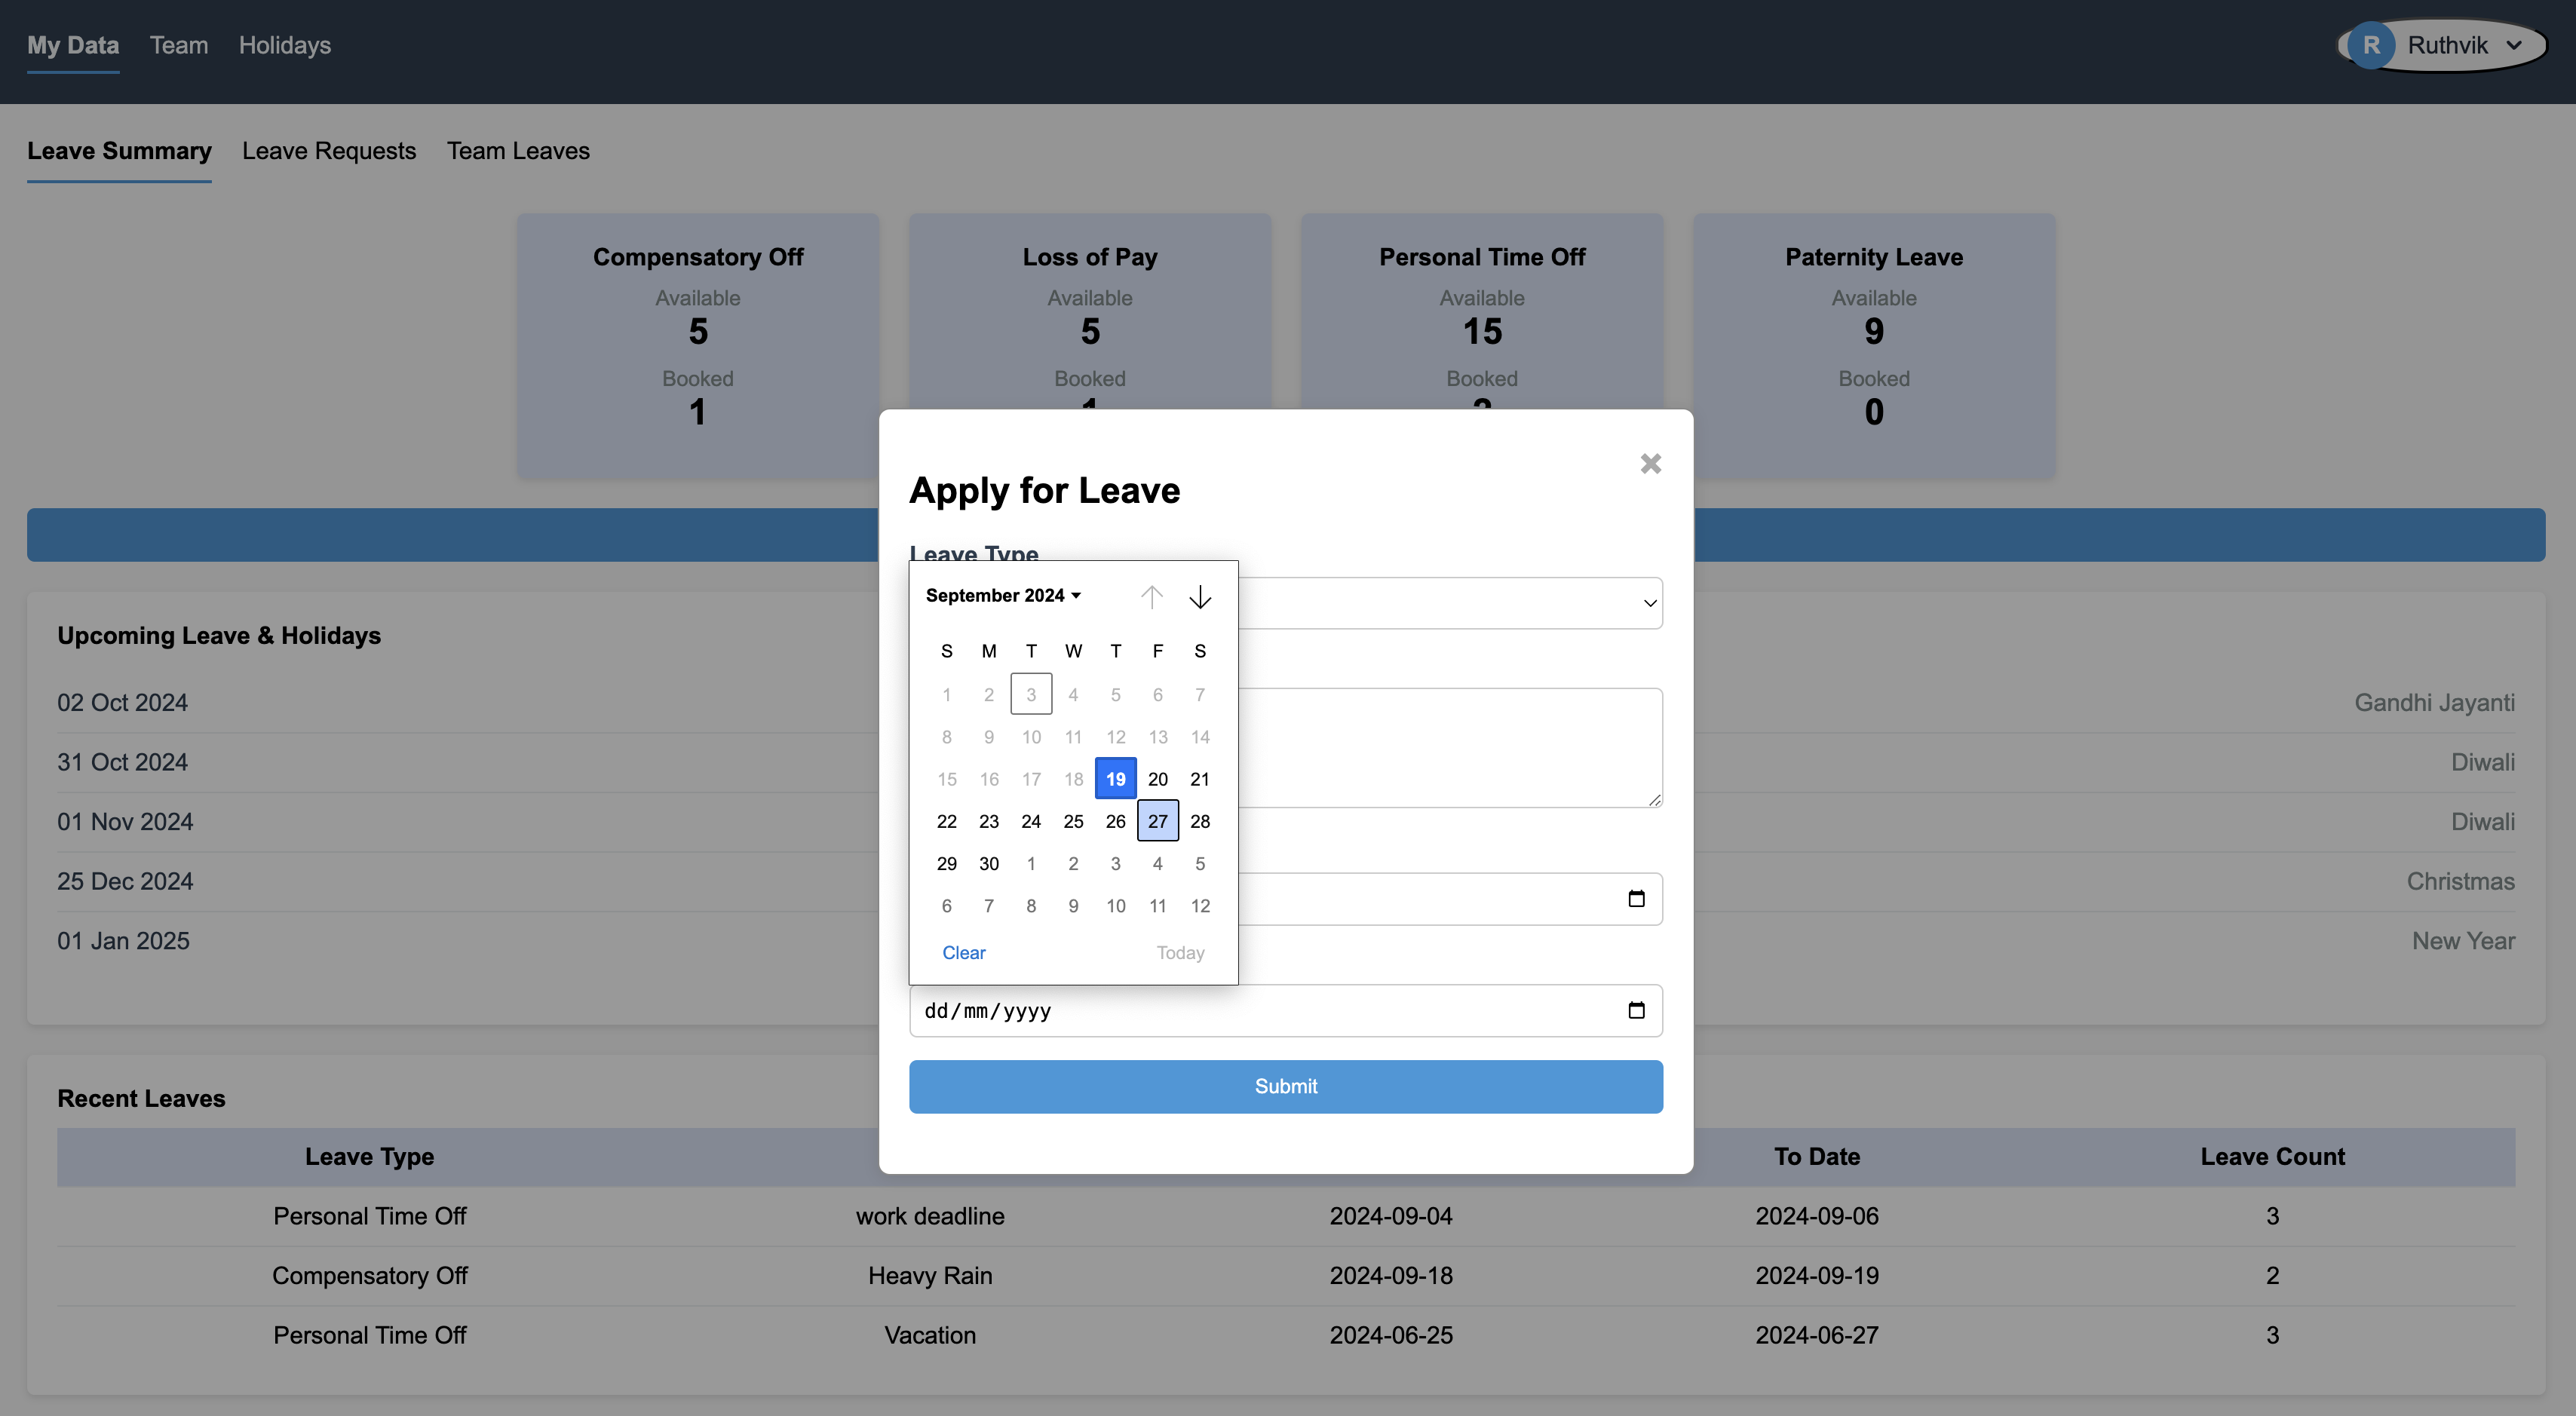 My Data Team Holidays
R Ruthvik
Leave Summary Leave Requests Team Leaves
Compensatory Off
Available
5
Booked
1
Loss of Pay
Available
5
Booked
Personal Time Off
Available
15
Booked
Paternity Leave
Available
9
Booked
0
Apply for Leave
Leave Type
September 2024
S M T W T F S
1 2 3 4 5 6 7
8 9 10 11 12 13 14
15 16 17 18 19 20 21
22 23 24 25 26 27 28
29 30 1 2 3 4 5
6 7 8 9 10 11 12
Clear Today
dd/mm/yyyy
Submit
Upcoming Leave & Holidays
02 Oct 2024 Gandhi Jayanti
31 Oct 2024 Diwali
01 Nov 2024 Diwali
25 Dec 2024 Christmas
01 Jan 2025 New Year
Recent Leaves
Leave Type To Date Leave Count
Personal Time Off work deadline 2024-09-04 2024-09-06 3
Compensatory Off Heavy Rain 2024-09-18 2024-09-19 2
Personal Time Off Vacation 2024-06-25 2024-06-27 3